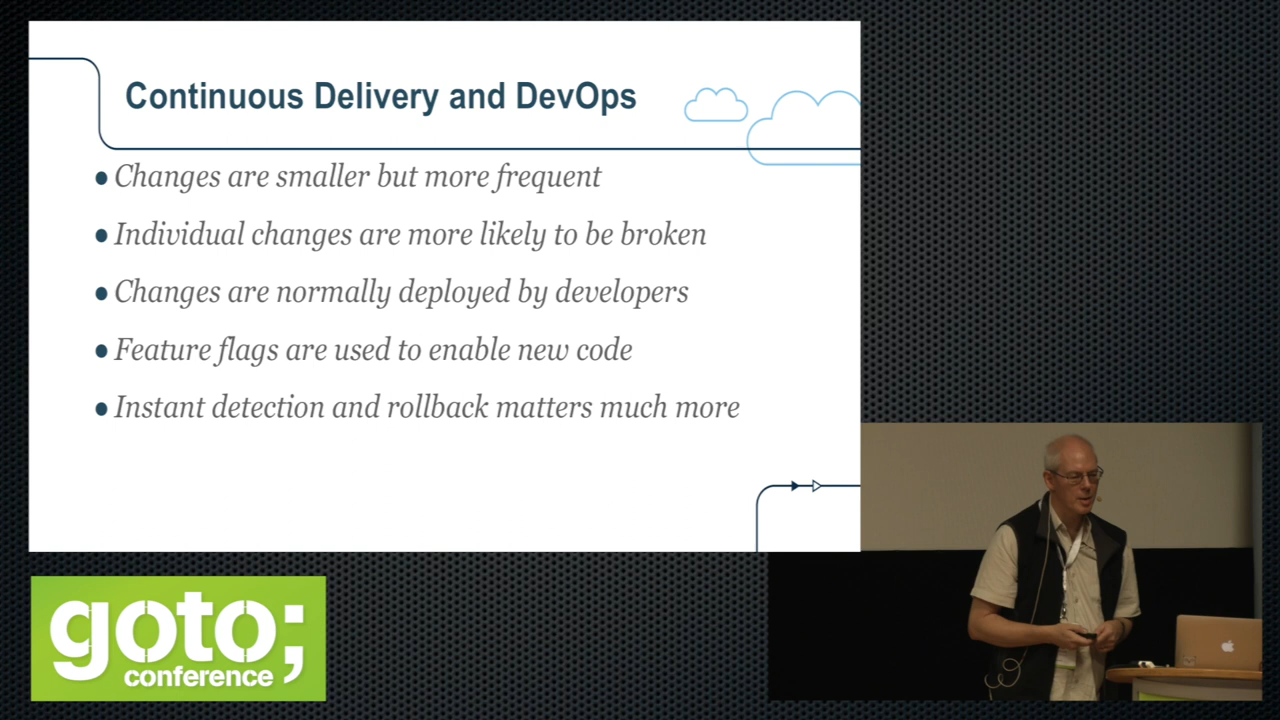 Continuous Delivery and DevOps
• Changes are smaller but more frequent
• Individual changes are more likely to be broken
• Changes are normally deployed by developers
• Feature flags are used to enable new code
• Instant detection and rollback matters much more
goto;
conference